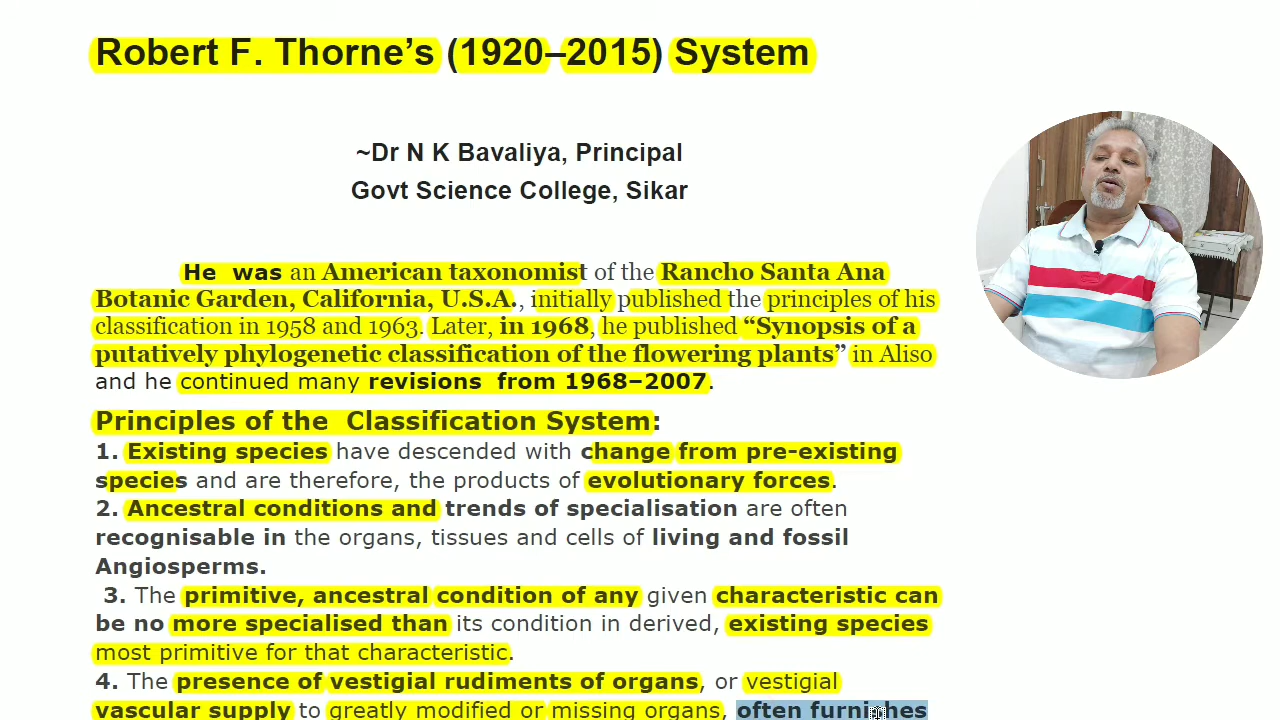 Robert F. Thorne’s (1920–2015) System
~Dr N K Bavaliya, Principal
Govt Science College, Sikar
He was an American taxonomist of the Rancho Santa Ana
Botanic Garden, California, U.S.A., initially published the principles of his
classification in 1958 and 1963. Later, in 1968, he published “Synopsis of a
putatively phylogenetic classification of the flowering plants” in Aliso
and he continued many revisions from 1968–2007.
Principles of the Classification System:
1. Existing species have descended with change from pre-existing
species and are therefore, the products of evolutionary forces.
2. Ancestral conditions and trends of specialisation are often
recognisable in the organs, tissues and cells of living and fossil
Angiosperms.
3. The primitive, ancestral condition of any given characteristic can
be no more specialised than its condition in derived, existing species
most primitive for that characteristic.
4. The presence of vestigial rudiments of organs, or vestigial
vascular supply to greatly modified or missing organs, often furnishes